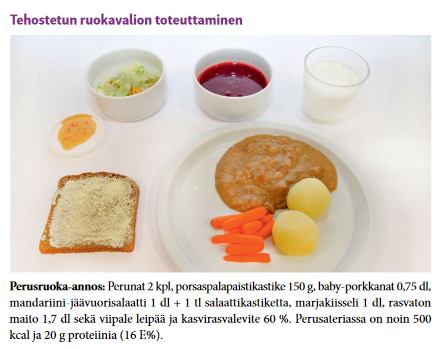 Tehostetun ruokavalion toteuttaminen
Perusruoka-annos: Perunat 2 kpl, porsaspalapaistikastike 150 g, baby-porkkanat 0,75 dl,
mandariini-jäävuorisalaatti 1 dl + 1 tl salaattikastiketta, marjakiisseli 1 dl, rasvaton
maito 1,7 dl sekä viipale leipää ja kasvirasvalevite 60 %. Perusateriassa on noin 500
kcal ja 20 g proteiinia (16 E%).